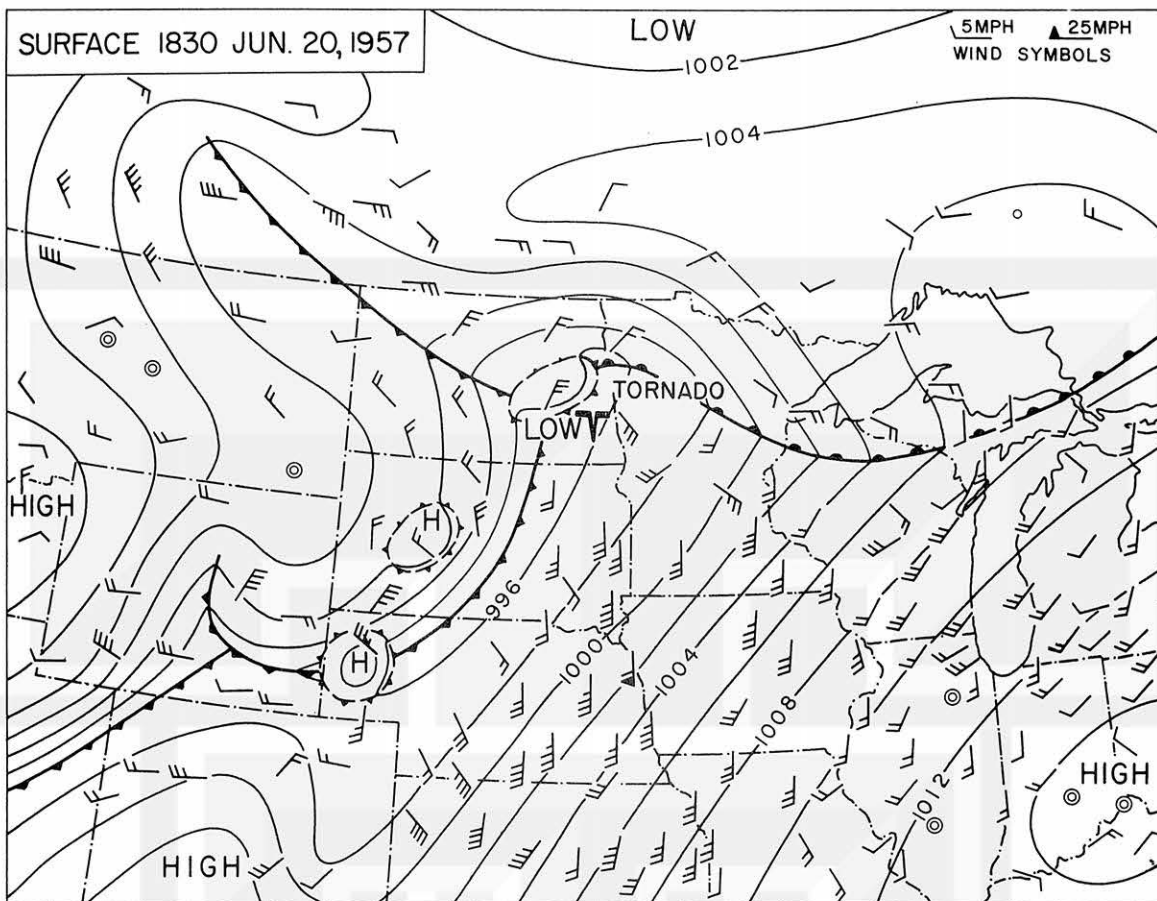 SURFACE 1830 JUN. 20, 1957
LOW
5MPH 25MPH
WIND SYMBOLS
1002
1004
TORNADO
LOW
HIGH
H
996
H
1000
1004
1008
HIGH
1012
HIGH